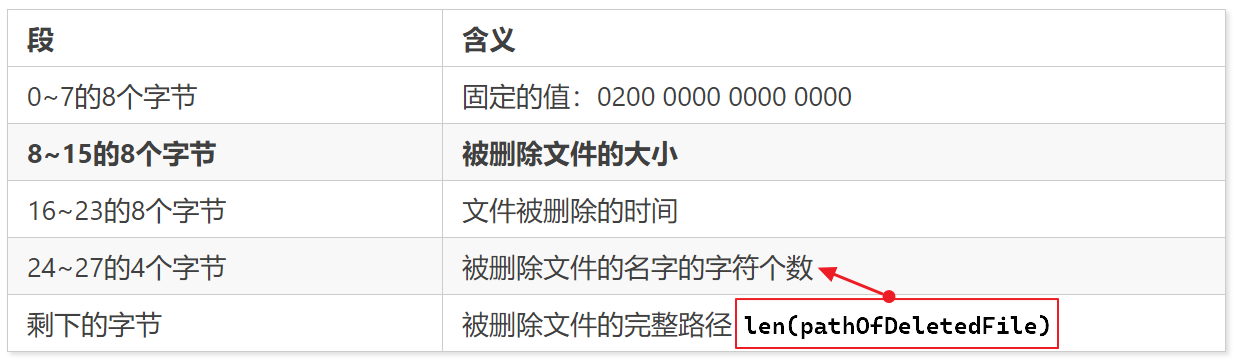 段 含义
0~7的8个字节 固定的值：0200 0000 0000 0000
8~15的8个字节 被删除文件的大小
16~23的8个字节 文件被删除的时间
24~27的4个字节 被删除文件的名字的字符个数
剩下的字节 被删除文件的完整路径 len(pathOfDeletedFile)